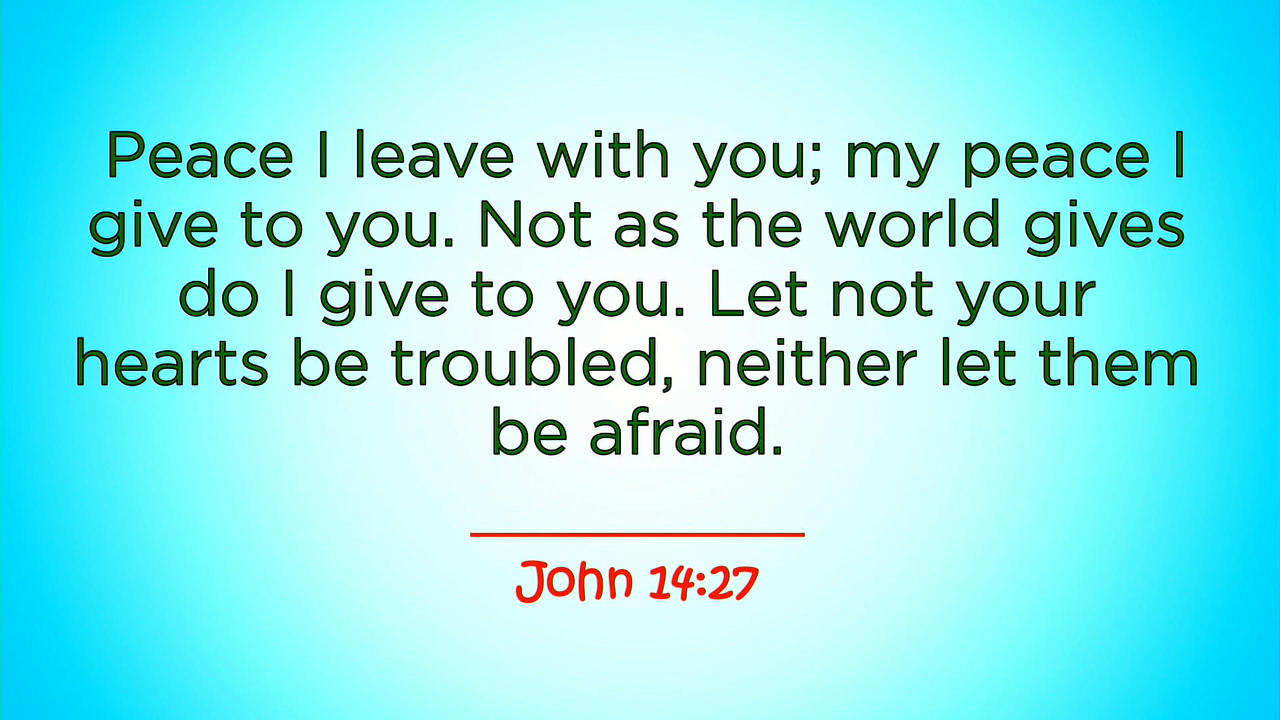 Peace I leave with you; my peace I
give to you. Not as the world gives
do I give to you. Let not your
hearts be troubled, neither let them
be afraid.
John 14:27